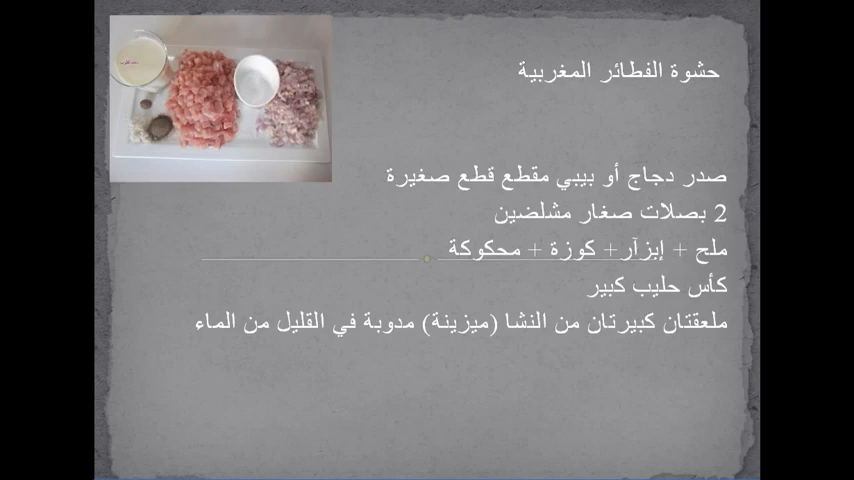 حشوة الفطائر المغربية
صدر دجاج أو بيبي مقطع قطع صغيرة
2 بصلات صغار مشلضين
ملح + إبزآر+ كوزة + محكوكة
كأس حليب كبير
ملعقتان كبيرتان من النشا (ميزينة) مدوبة في القليل من الماء